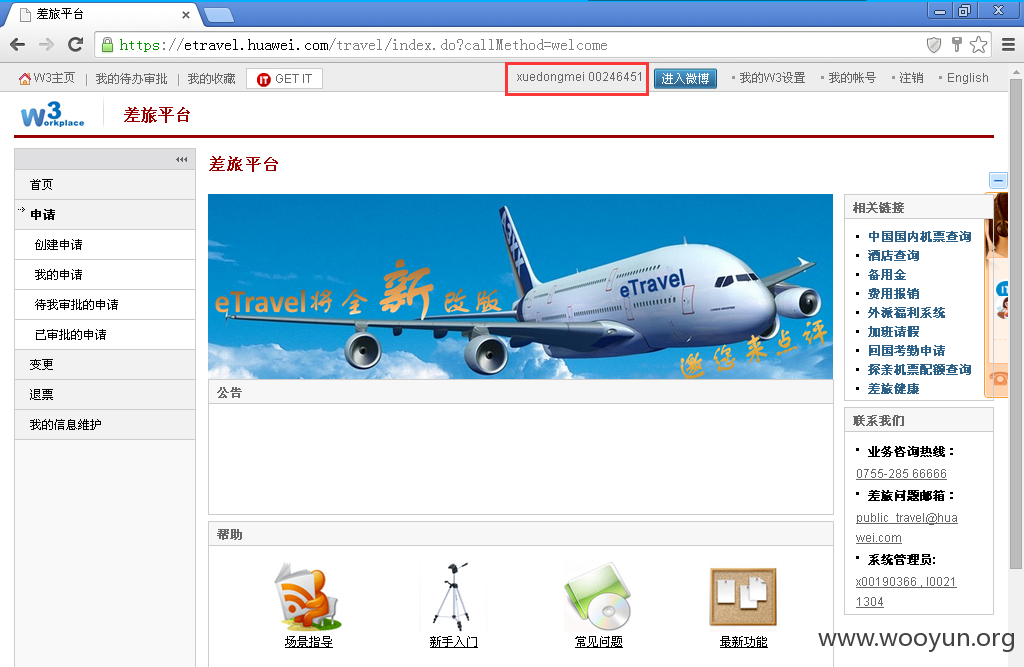 差旅平台
https://etravel.huawei.com/travel/index.do?callMethod=welcome
W3主页 | 我的待办审批 | 我的收藏 GET IT xuedongmei 00246451 进入微博 我的W3设置 我的帐号 注销 English
W3 orkplace 差旅平台
差旅平台
首页
申请
创建申请
我的申请
待我审批的申请
已审批的申请
变更
退票
我的信息维护
eTravel将全新改版
eTravel
邀您来点评
公告
帮助
场景指导
新手入门
常见问题
最新功能
相关链接
中国国内机票查询
酒店查询
备用金
费用报销
外派福利系统
加班请假
回国考勤申请
探亲机票配额查询
差旅健康
联系我们
业务咨询热线：
0755-285 66666
差旅问题邮箱：
public_travel@hua
wei.com
系统管理员:
x00190366 , l0021
1304
www.wooyun.org